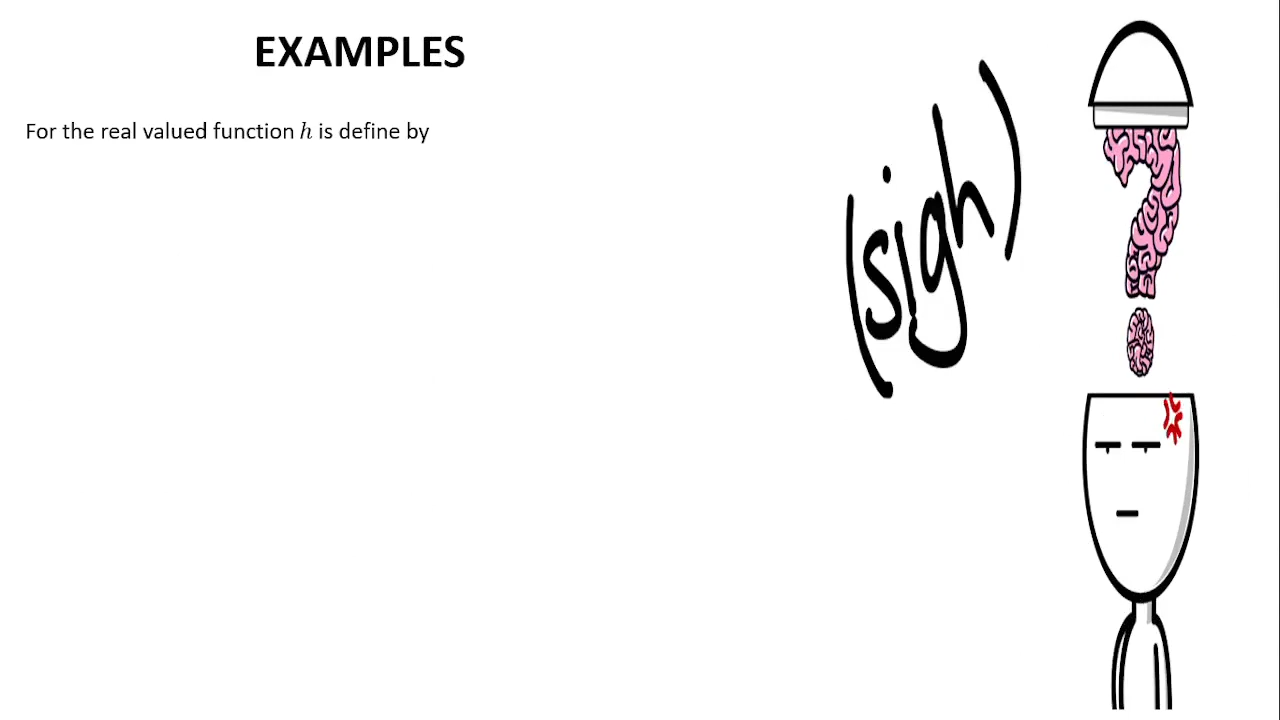 EXAMPLES
For the real valued function h is define by
(sigh)